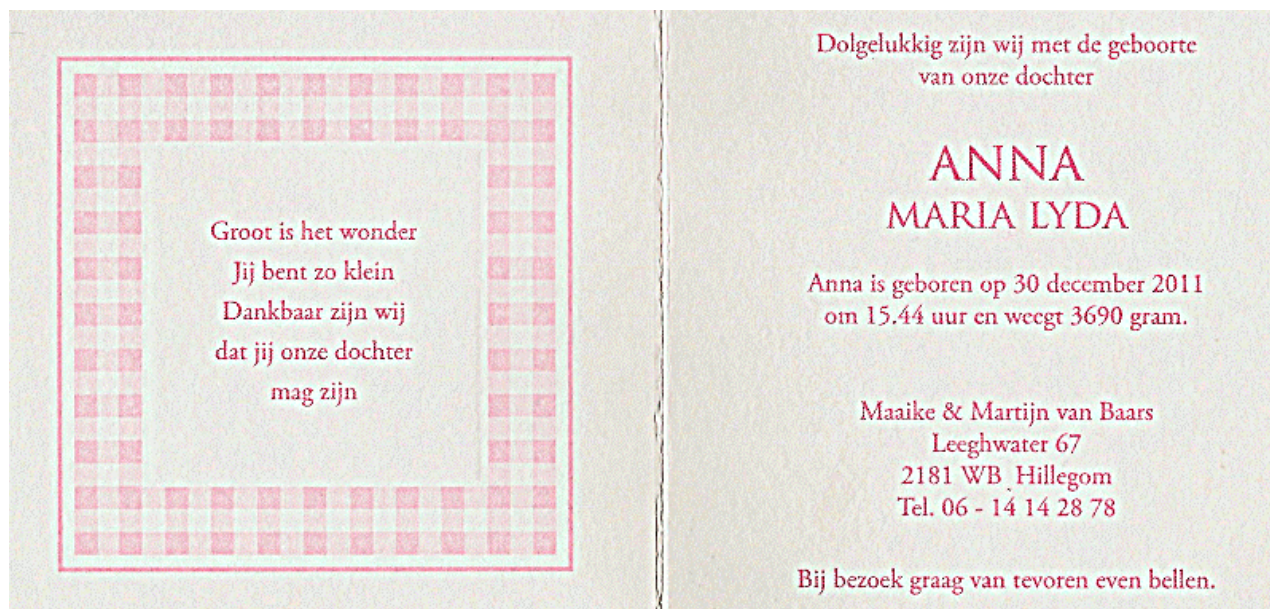 Groot is het wonder
Jij bent zo klein
Dankbaar zijn wij
dat jij onze dochter
mag zijn
Dolgelukkig zijn wij met de geboorte
van onze dochter
ANNA
MARIA LYDA
Anna is geboren op 30 december 2011
om 15.44 uur en weegt 3690 gram.
Maaike & Martijn van Baars
Leeghwater 67
2181 WB Hillegom
Tel. 06 - 14 14 28 78
Bij bezoek graag van tevoren even bellen.